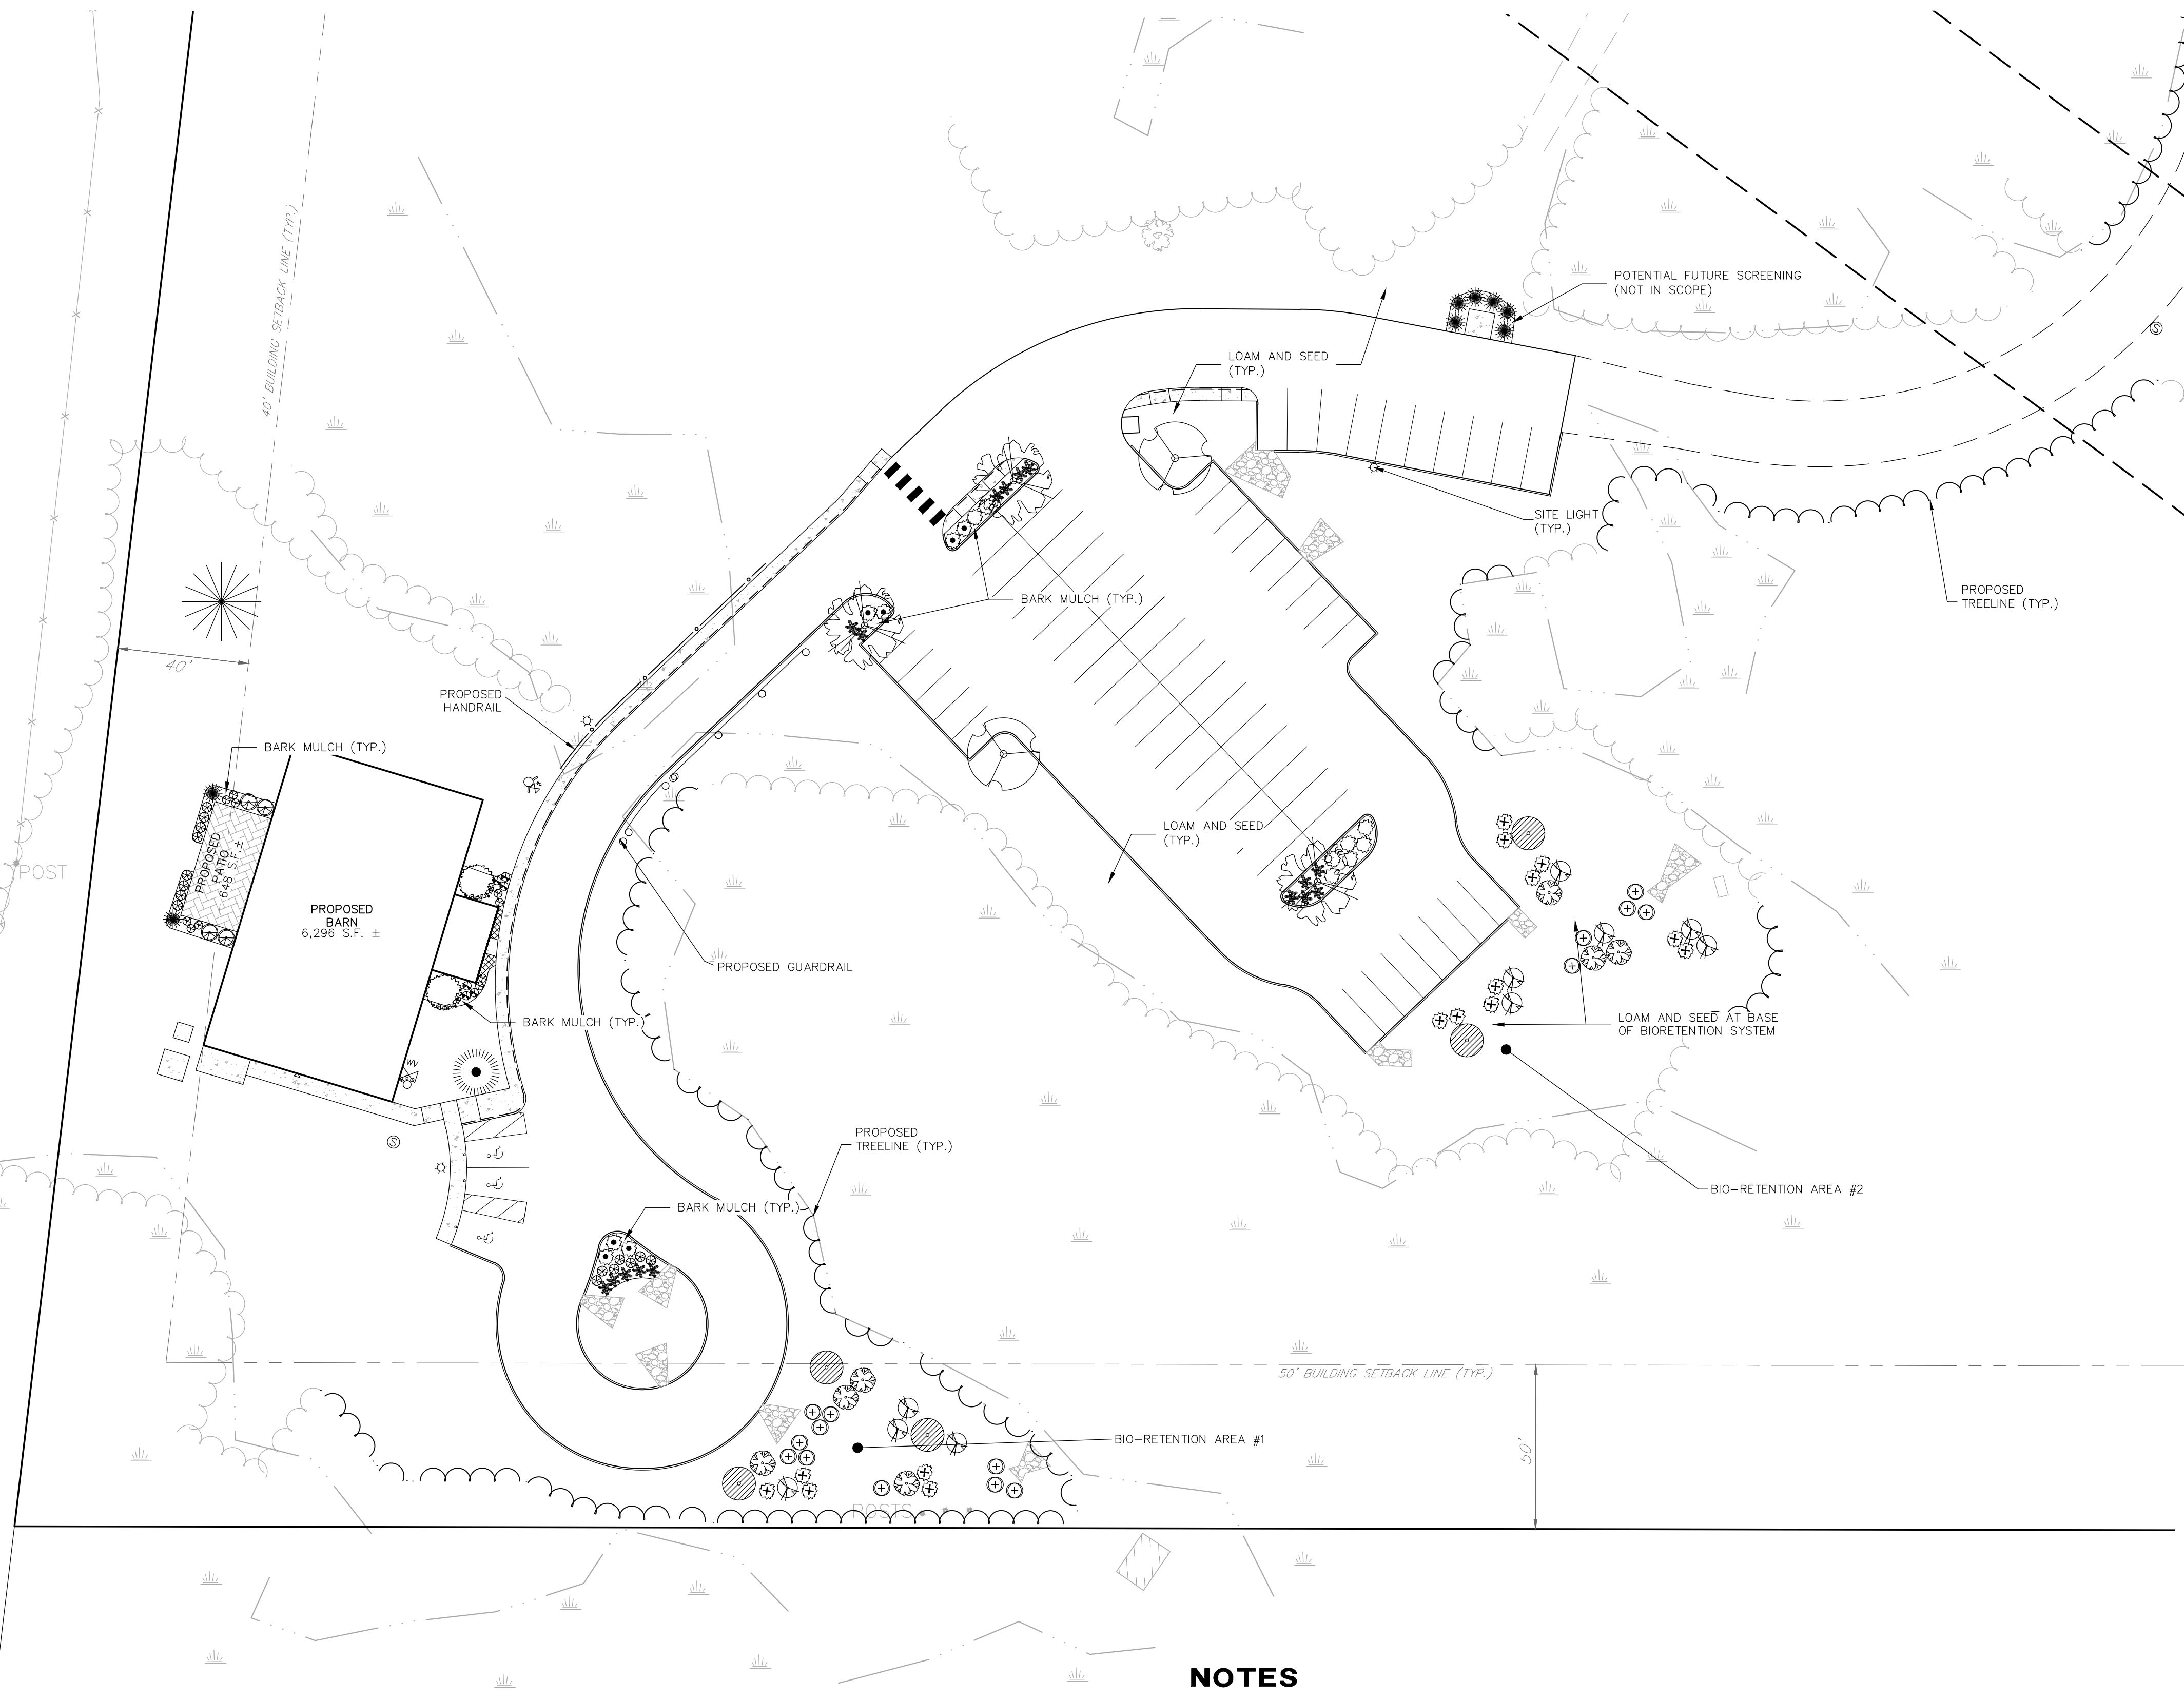 40' BUILDING SETBACK LINE (TYP.)
POTENTIAL FUTURE SCREENING
(NOT IN SCOPE)
S
LOAM AND SEED
(TYP.)
SITE LIGHT
(TYP.)
PROPOSED
TREELINE (TYP.)
BARK MULCH (TYP.)
40'
PROPOSED
HANDRAIL
BARK MULCH (TYP.)
PROPOSED
PATIO
648 S.F. ±
POST
PROPOSED
BARN
6,296 S.F. ±
LOAM AND SEED
(TYP.)
PROPOSED GUARDRAIL
BARK MULCH (TYP.)
LOAM AND SEED AT BASE
OF BIORETENTION SYSTEM
WV
S
PROPOSED
TREELINE (TYP.)
BIO-RETENTION AREA #2
BARK MULCH (TYP.)
50' BUILDING SETBACK LINE (TYP.)
BIO-RETENTION AREA #1
50'
POSTS
NOTES